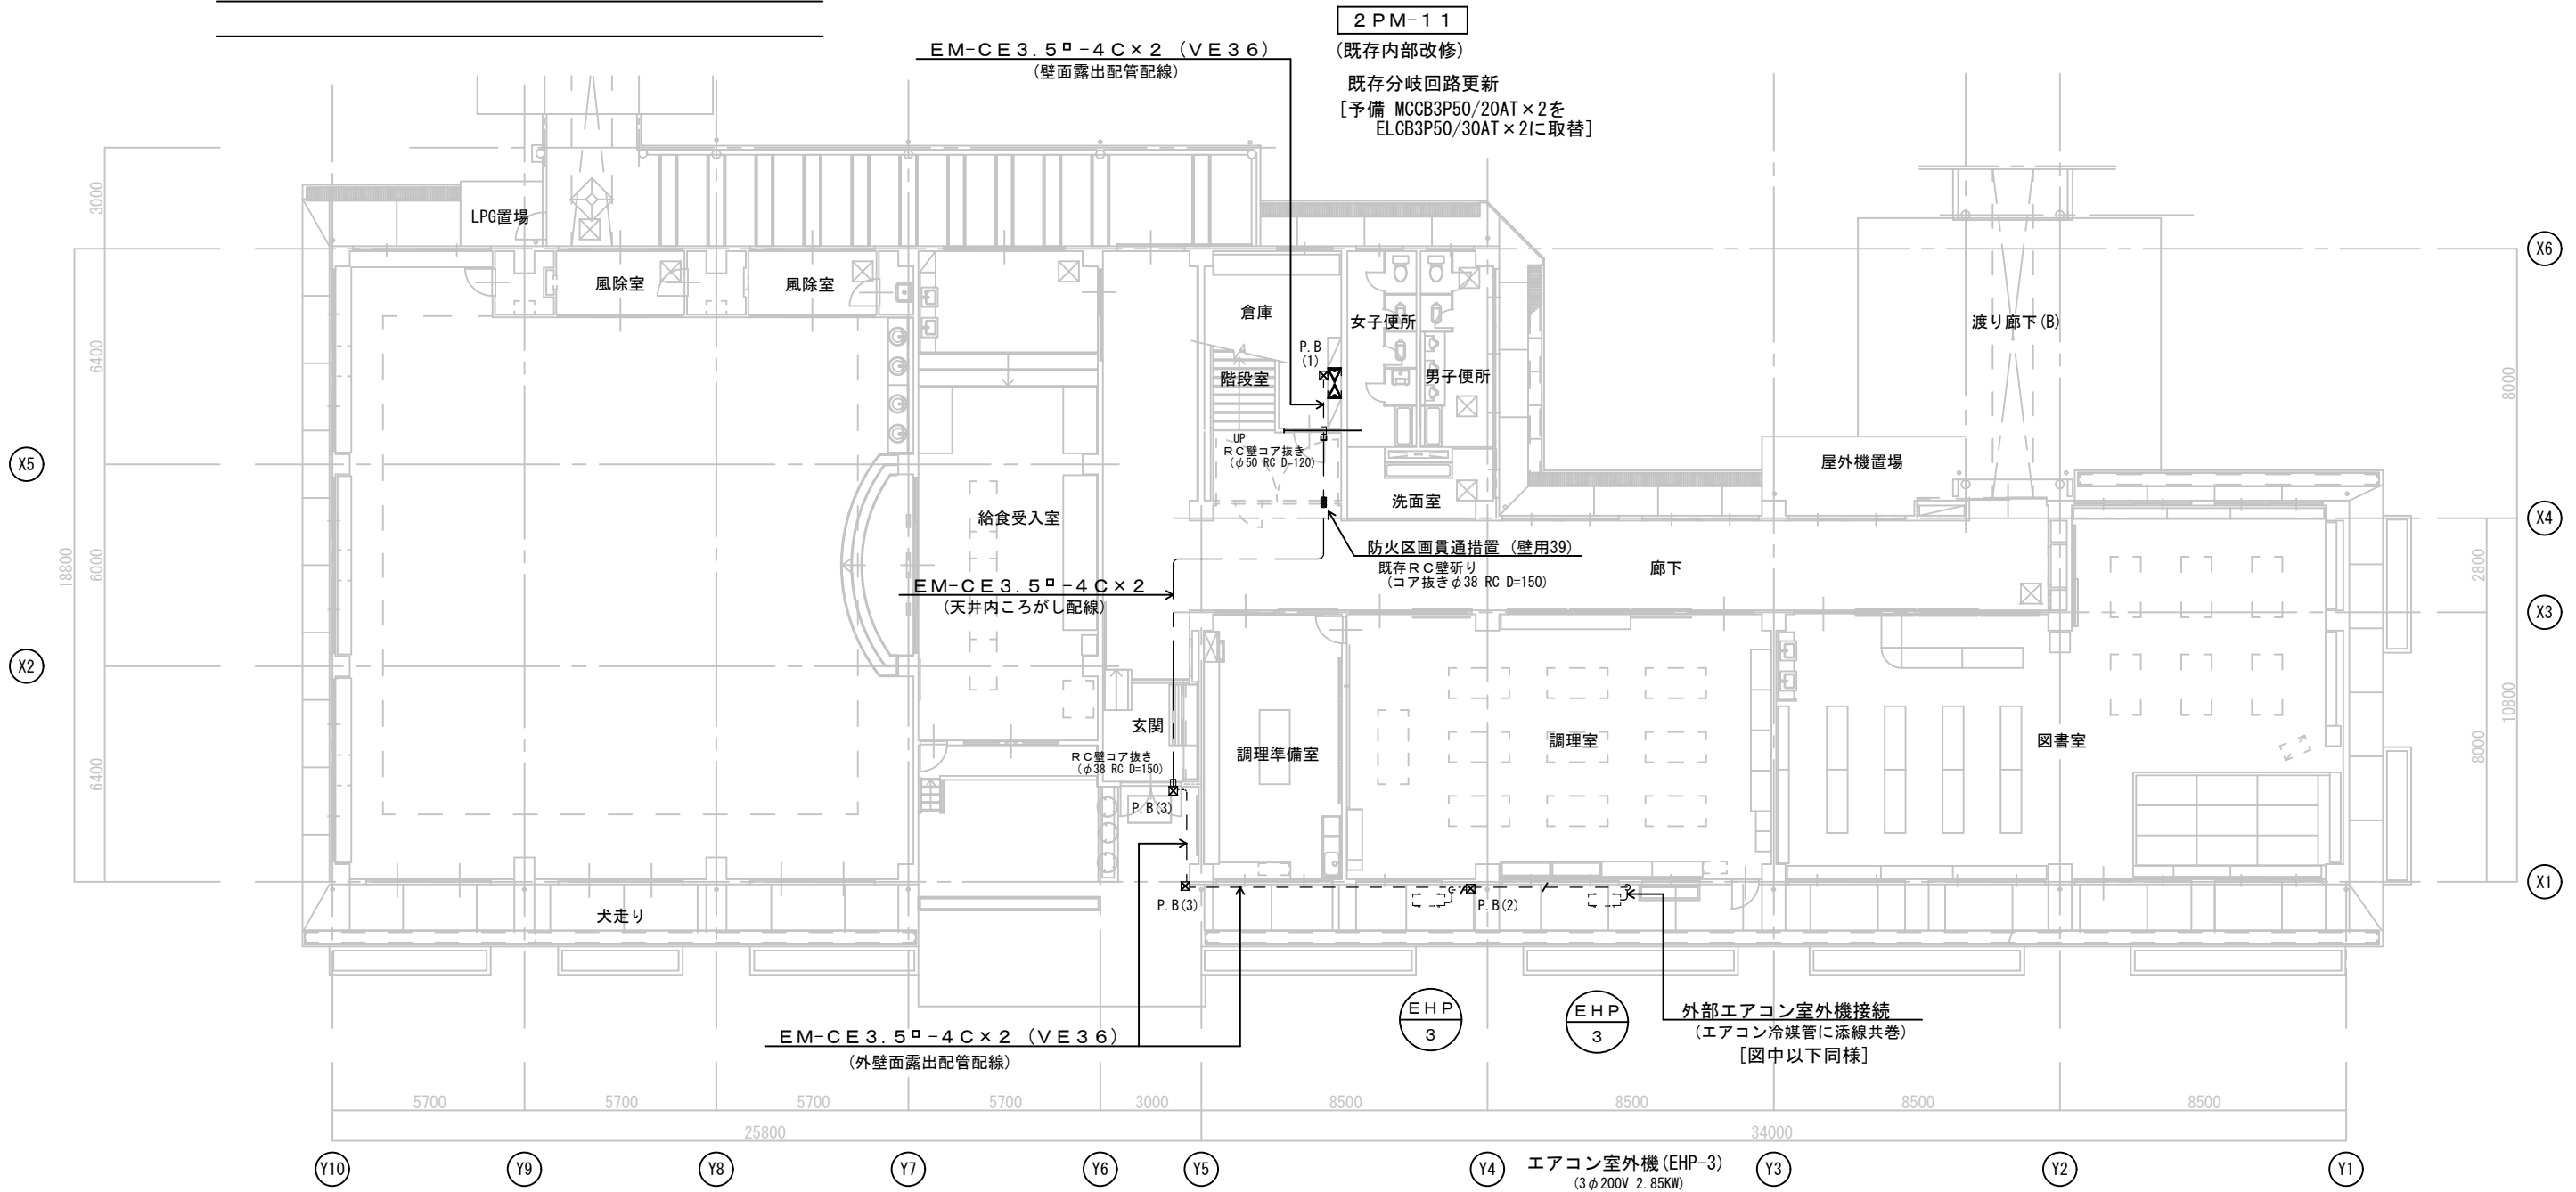 2PM-11
(既存内部改修)
既存分岐回路更新
[予備 MCCB3P50/20AT×2を
ELCB3P50/30AT×2に取替]
EM-CE3.5□-4C×2 (VE36)
(壁面露出配管配線)
3000
LPG置場
X6
風除室
風除室
倉庫
女子便所
渡り廊下(B)
P.B
(1)
6400
階段室
男子便所
8000
UP
RC壁コア抜き
(φ50 RC D=120)
X5
屋外機置場
洗面室
給食受入室
X4
防火区画貫通措置 (壁用39)
既存RC壁研り
(コア抜きφ38 RC D=150)
廊下
18800
6000
2800
EM-CE3.5□-4C×2
(天井内ころがし配線)
X3
X2
玄関
調理準備室
調理室
図書室
10800
8000
RC壁コア抜き
(φ38 RC D=150)
6400
P.B(3)
X1
P.B(3)
P.B(2)
犬走り
EHP
3
EHP
3
外部エアコン室外機接続
(エアコン冷媒管に添線共巻)
[図中以下同様]
EM-CE3.5□-4C×2 (VE36)
(外壁面露出配管配線)
5700
5700
5700
5700
3000
8500
8500
8500
8500
25800
34000
Y10
Y9
Y8
Y7
Y6
Y5
Y4
エアコン室外機(EHP-3)
(3φ200V 2.85KW)
Y3
Y2
Y1